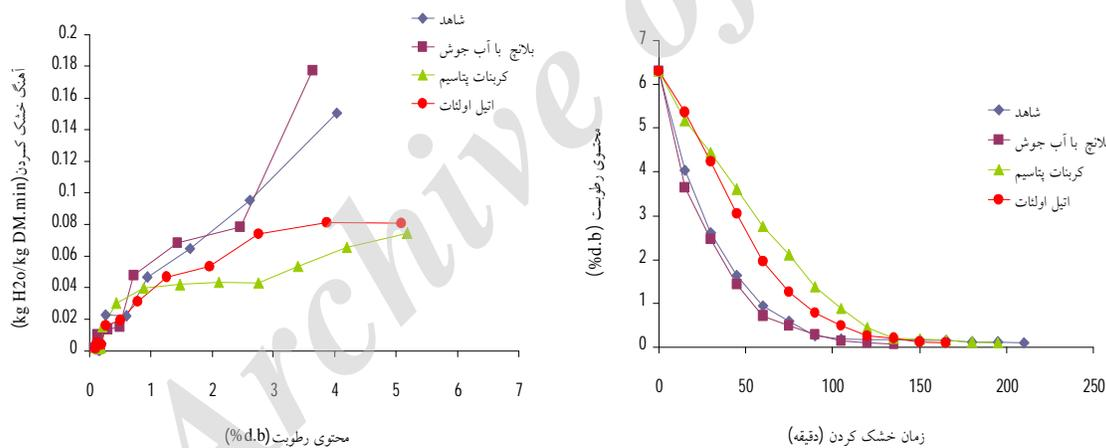 0.2
0.18
0.16
0.14
0.12
0.1
0.08
0.06
0.04
0.02
0
0 1 2 3 4 5 6 7
آهنگ خشک کردن(kg H2o/kg DM.min)
محتوی رطوبت(%d.b)
شاهد
بلانچ با آب جوش
کربنات پتاسیم
اتیل اولئات
7
6
5
4
3
2
1
0
0 50 100 150 200 250
محتوی رطوبت (%d.b)
زمان خشک کردن (دقیقه)
شاهد
بلانچ با آب جوش
کربنات پتاسیم
اتیل اولئات
Archive of